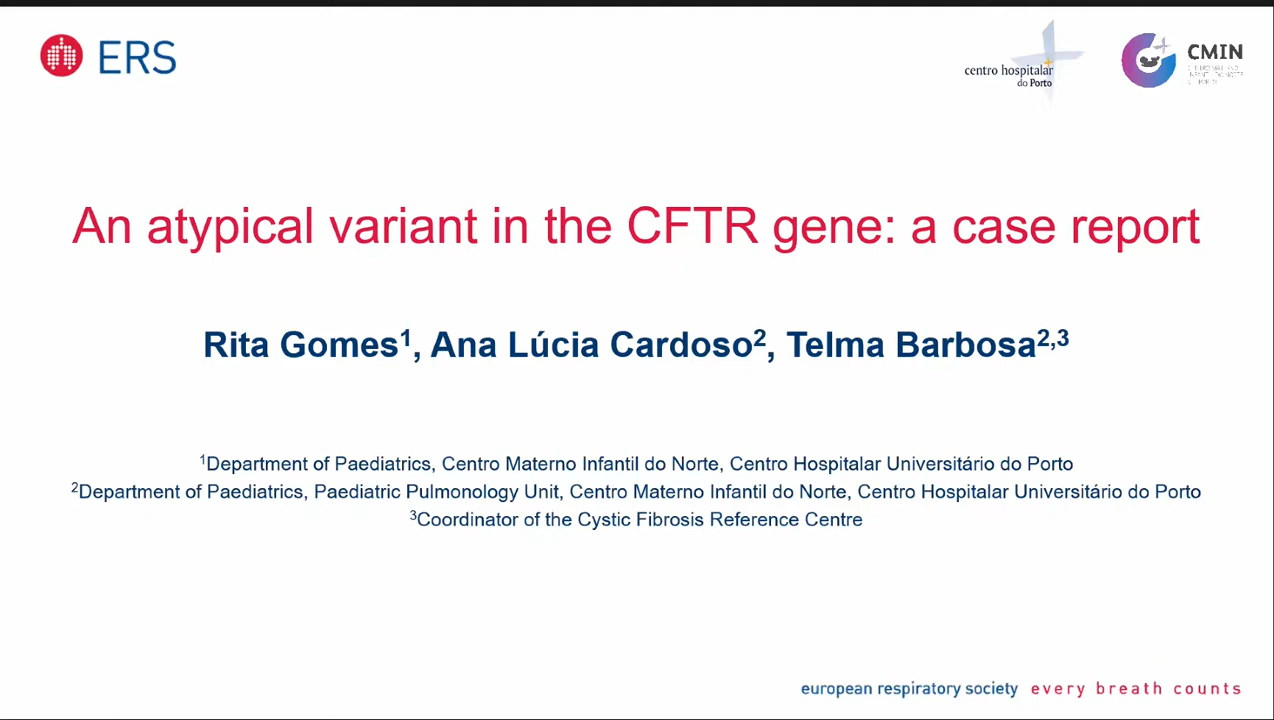 ERS
centro hospitalar
do Porto
CMIN
An atypical variant in the CFTR gene: a case report
Rita Gomes¹, Ana Lúcia Cardoso², Telma Barbosa²,³
¹Department of Paediatrics, Centro Materno Infantil do Norte, Centro Hospitalar Universitário do Porto
²Department of Paediatrics, Paediatric Pulmonology Unit, Centro Materno Infantil do Norte, Centro Hospitalar Universitário do Porto
³Coordinator of the Cystic Fibrosis Reference Centre
european respiratory society every breath counts